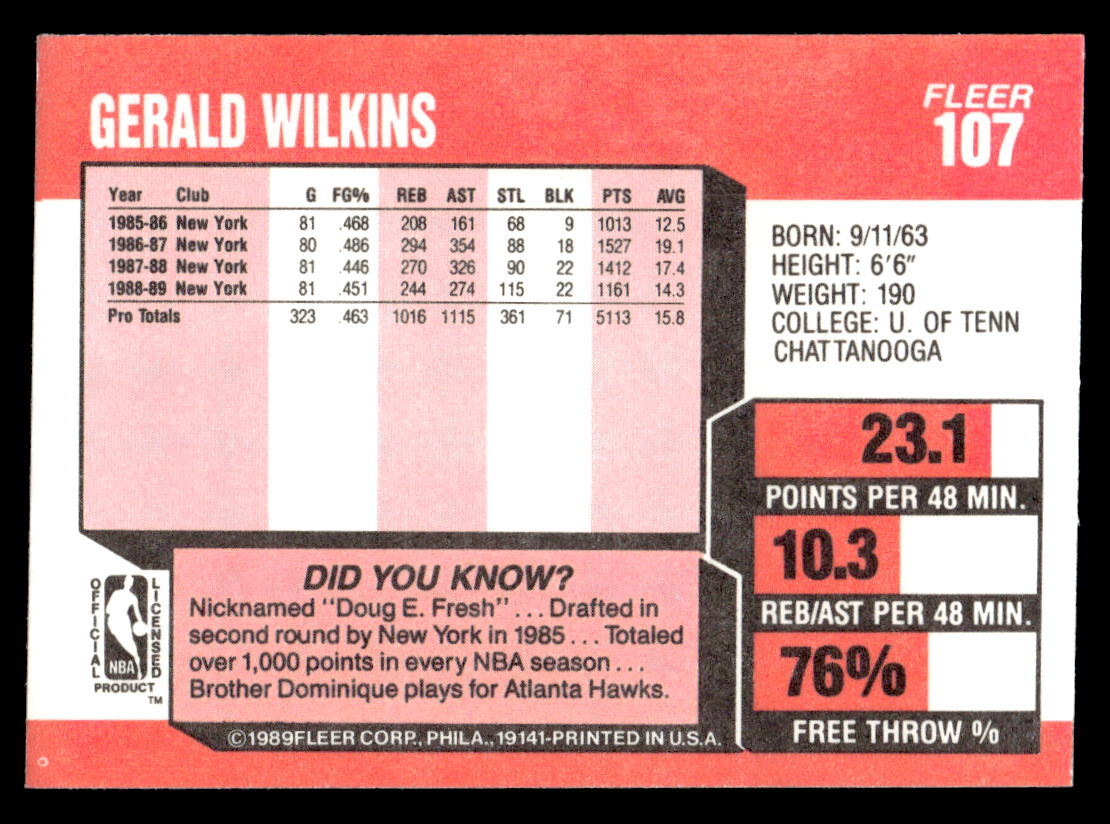 GERALD WILKINS
FLEER
107
Year Club G FG% REB AST STL BLK PTS AVG
1985-86 New York 81 .468 208 161 68 9 1013 12.5
1986-87 New York 80 .486 294 354 88 18 1527 19.1
1987-88 New York 81 .446 270 326 90 22 1412 17.4
1988-89 New York 81 .451 244 274 115 22 1161 14.3
Pro Totals 323 .463 1016 1115 361 71 5113 15.8
BORN: 9/11/63
HEIGHT: 6'6"
WEIGHT: 190
COLLEGE: U. OF TENN
CHATTANOOGA
23.1
POINTS PER 48 MIN.
10.3
REB/AST PER 48 MIN.
76%
FREE THROW %
DID YOU KNOW?
Nicknamed "Doug E. Fresh" . . . Drafted in
second round by New York in 1985 . . . Totaled
over 1,000 points in every NBA season . . .
Brother Dominique plays for Atlanta Hawks.
OFFICIAL
LICENSED
NBA
PRODUCT
TM
©1989FLEER CORP., PHILA., 19141-PRINTED IN U.S.A.